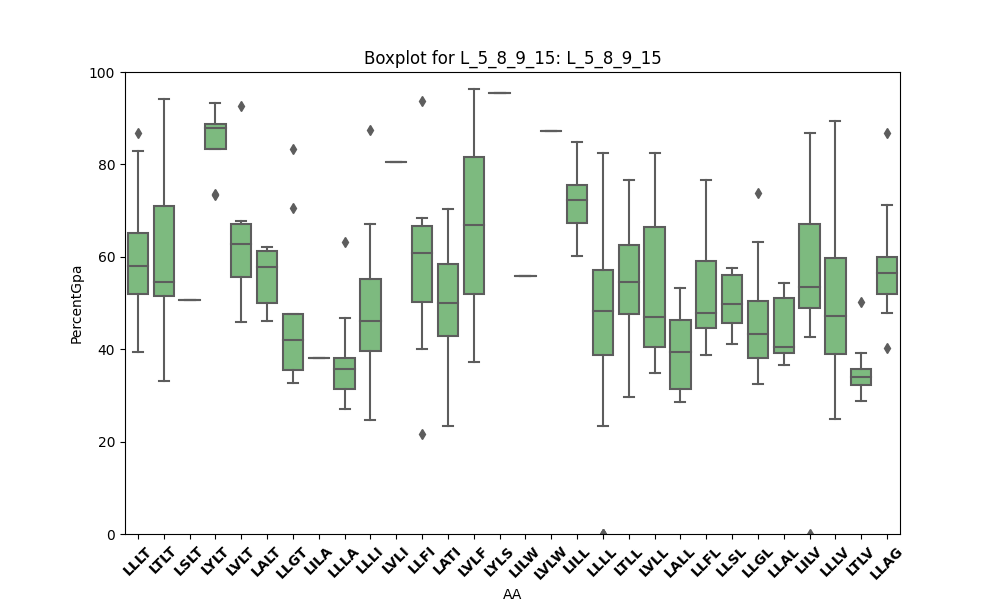 Boxplot for L_5_8_9_15: L_5_8_9_15
100
80
60
40
20
0
PercentGpa
LLLT LTLT LSLT LYLT LVLT LALT LLGT LILA LLLA LLLI LVLI LLFI LATI LVLF LYLS LILW LVLW LILL LLLL LTLL LVLL LALL LLFL LLSL LLGL LLAL LILV LLLV LTLV LLAG
AA